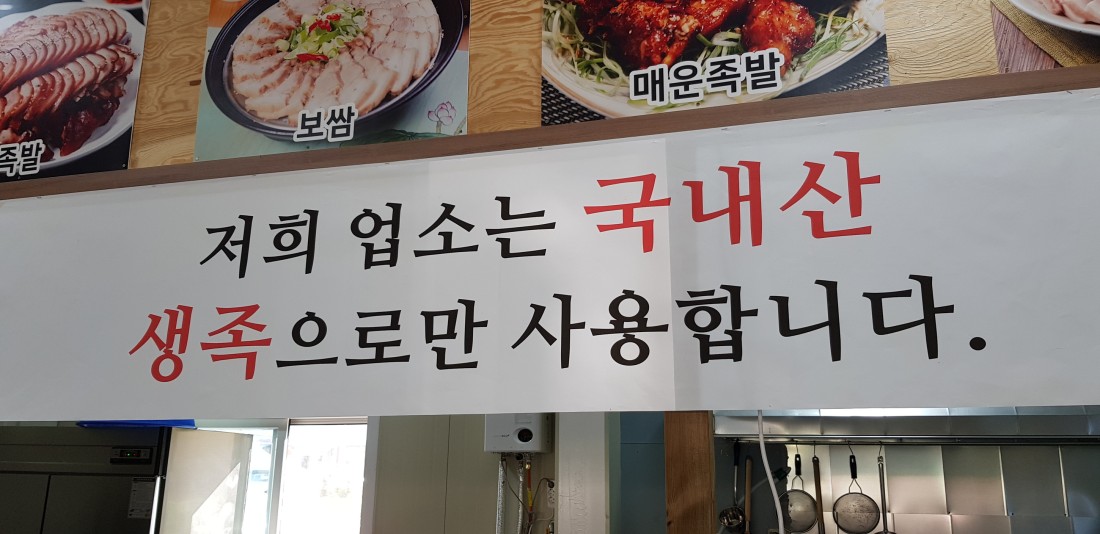 족발
보쌈
매운족발
저희 업소는 국내산
생족으로만 사용합니다.